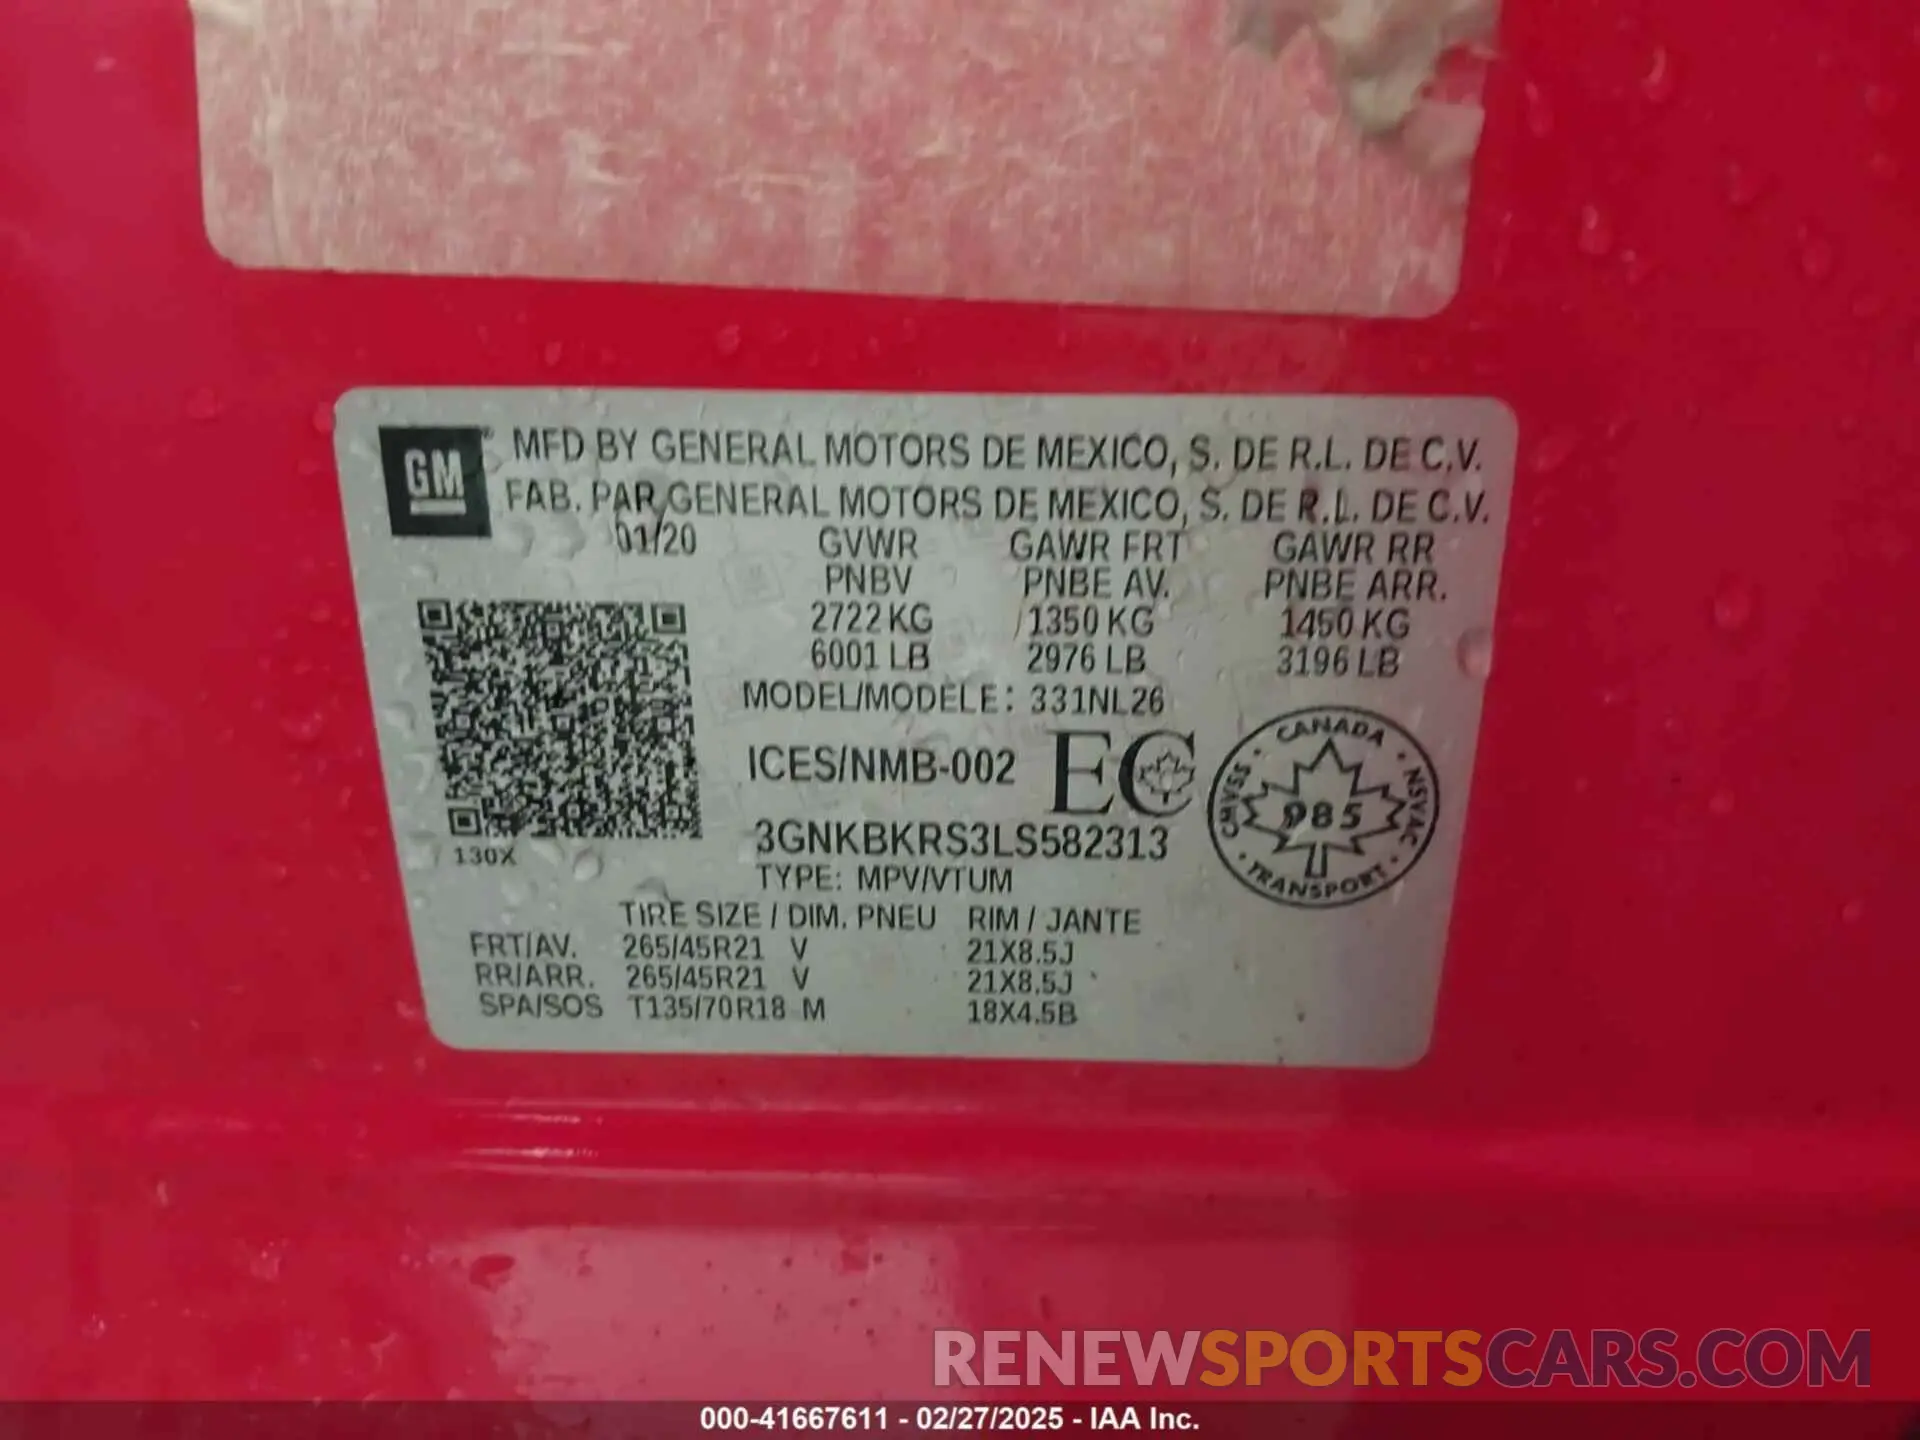 GM
MFD BY GENERAL MOTORS DE MEXICO, S. DE R.L. DE C.V.
FAB. PAR GENERAL MOTORS DE MEXICO, S. DE R.L. DE C.V.
01/20 GVWR GAWR FRT GAWR RR
PNBV PNBE AV. PNBE ARR.
2722 KG 1350 KG 1450 KG
6001 LB 2976 LB 3196 LB
MODEL/MODELE: 331NL26
ICES/NMB-002 EC
CANADA
CMVSS 985 NSVAC
TRANSPORT
3GNKBKRS3LS582313
130X
TYPE: MPV/VTUM
TIRE SIZE / DIM. PNEU RIM / JANTE
FRT/AV. 265/45R21 V 21X8.5J
RR/ARR. 265/45R21 V 21X8.5J
SPA/SOS T135/70R18 M 18X4.5B
RENEWSPORTSCARS.COM
000-41667611 - 02/27/2025 - IAA Inc.